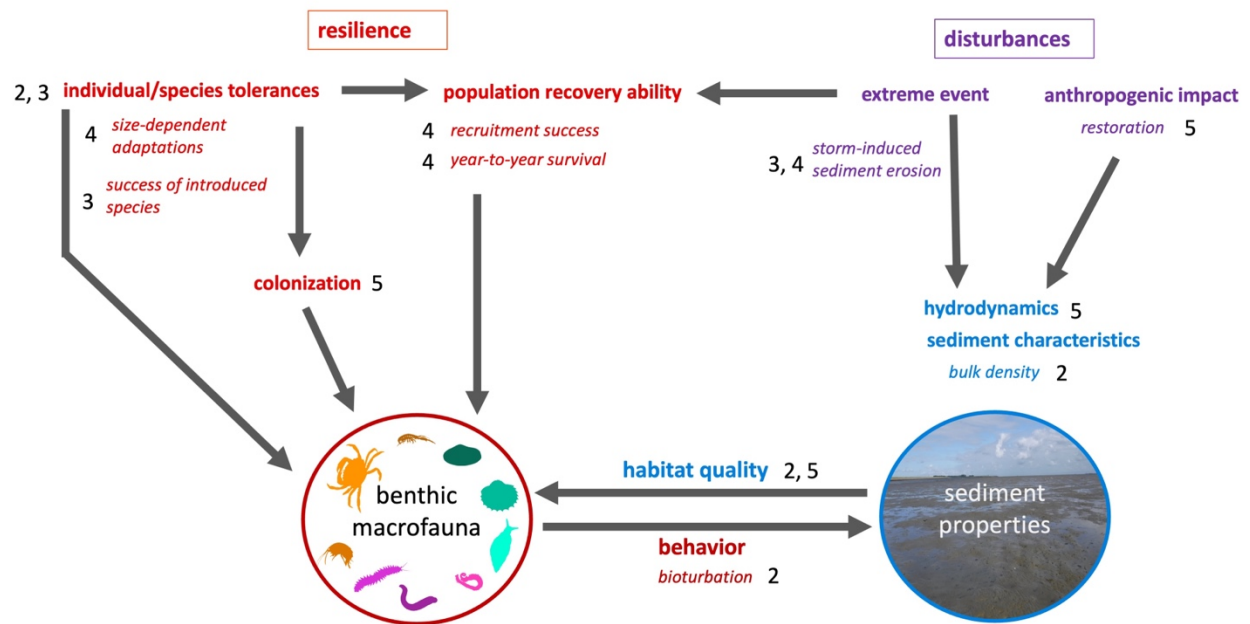 resilience
disturbances
2, 3 individual/species tolerances
population recovery ability
extreme event
anthropogenic impact
4 size-dependent
adaptations
3 success of introduced
species
4 recruitment success
4 year-to-year survival
3, 4 storm-induced
sediment erosion
restoration 5
colonization 5
hydrodynamics 5
sediment characteristics
bulk density 2
benthic
macrofauna
habitat quality 2, 5
behavior
bioturbation 2
sediment
properties